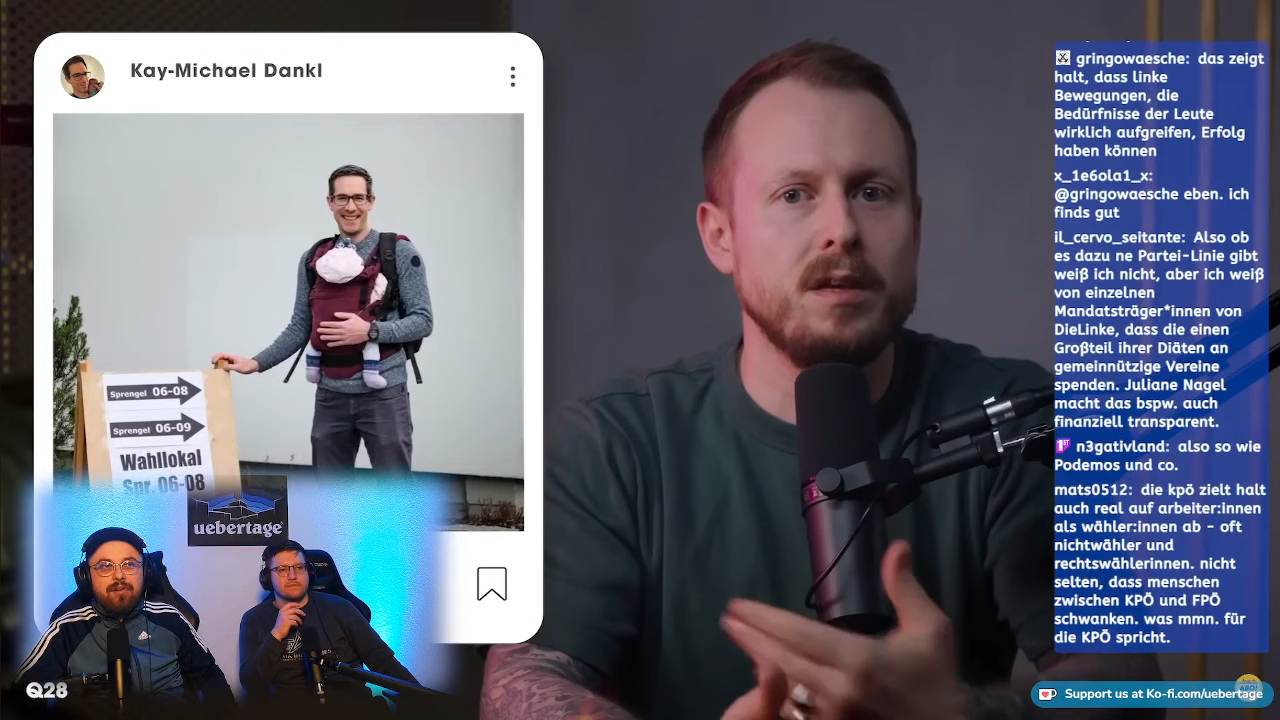 Kay-Michael Dankl
Sprengel 06-08
Sprengel 06-09
Wahllokal
Spr. 06-08
uebertage
adidas
Q28
gringowaesche: das zeigt
halt, dass linke
Bewegungen, die
Bedürfnisse der Leute
wirklich aufgreifen, Erfolg
haben können
x_1e6ola1_x:
@gringowaesche eben. ich
finds gut
il_cervo_seitante: Also ob
es dazu ne Partei-Linie gibt
weiß ich nicht, aber ich weiß
von einzelnen
Mandatsträger*innen von
DieLinke, dass die einen
Großteil ihrer Diäten an
gemeinnützige Vereine
spenden. Juliane Nagel
macht das bspw. auch
finanziell transparent.
1ST n3gativland: also so wie
Podemos und co.
mats0512: die kpö zielt halt
auch real auf arbeiter:innen
als wähler:innen ab - oft
nichtwähler und
rechtswählerinnen. nicht
selten, dass menschen
zwischen KPÖ und FPÖ
schwanken. was mmn. für
die KPÖ spricht.
Support us at Ko-fi.com/uebertage